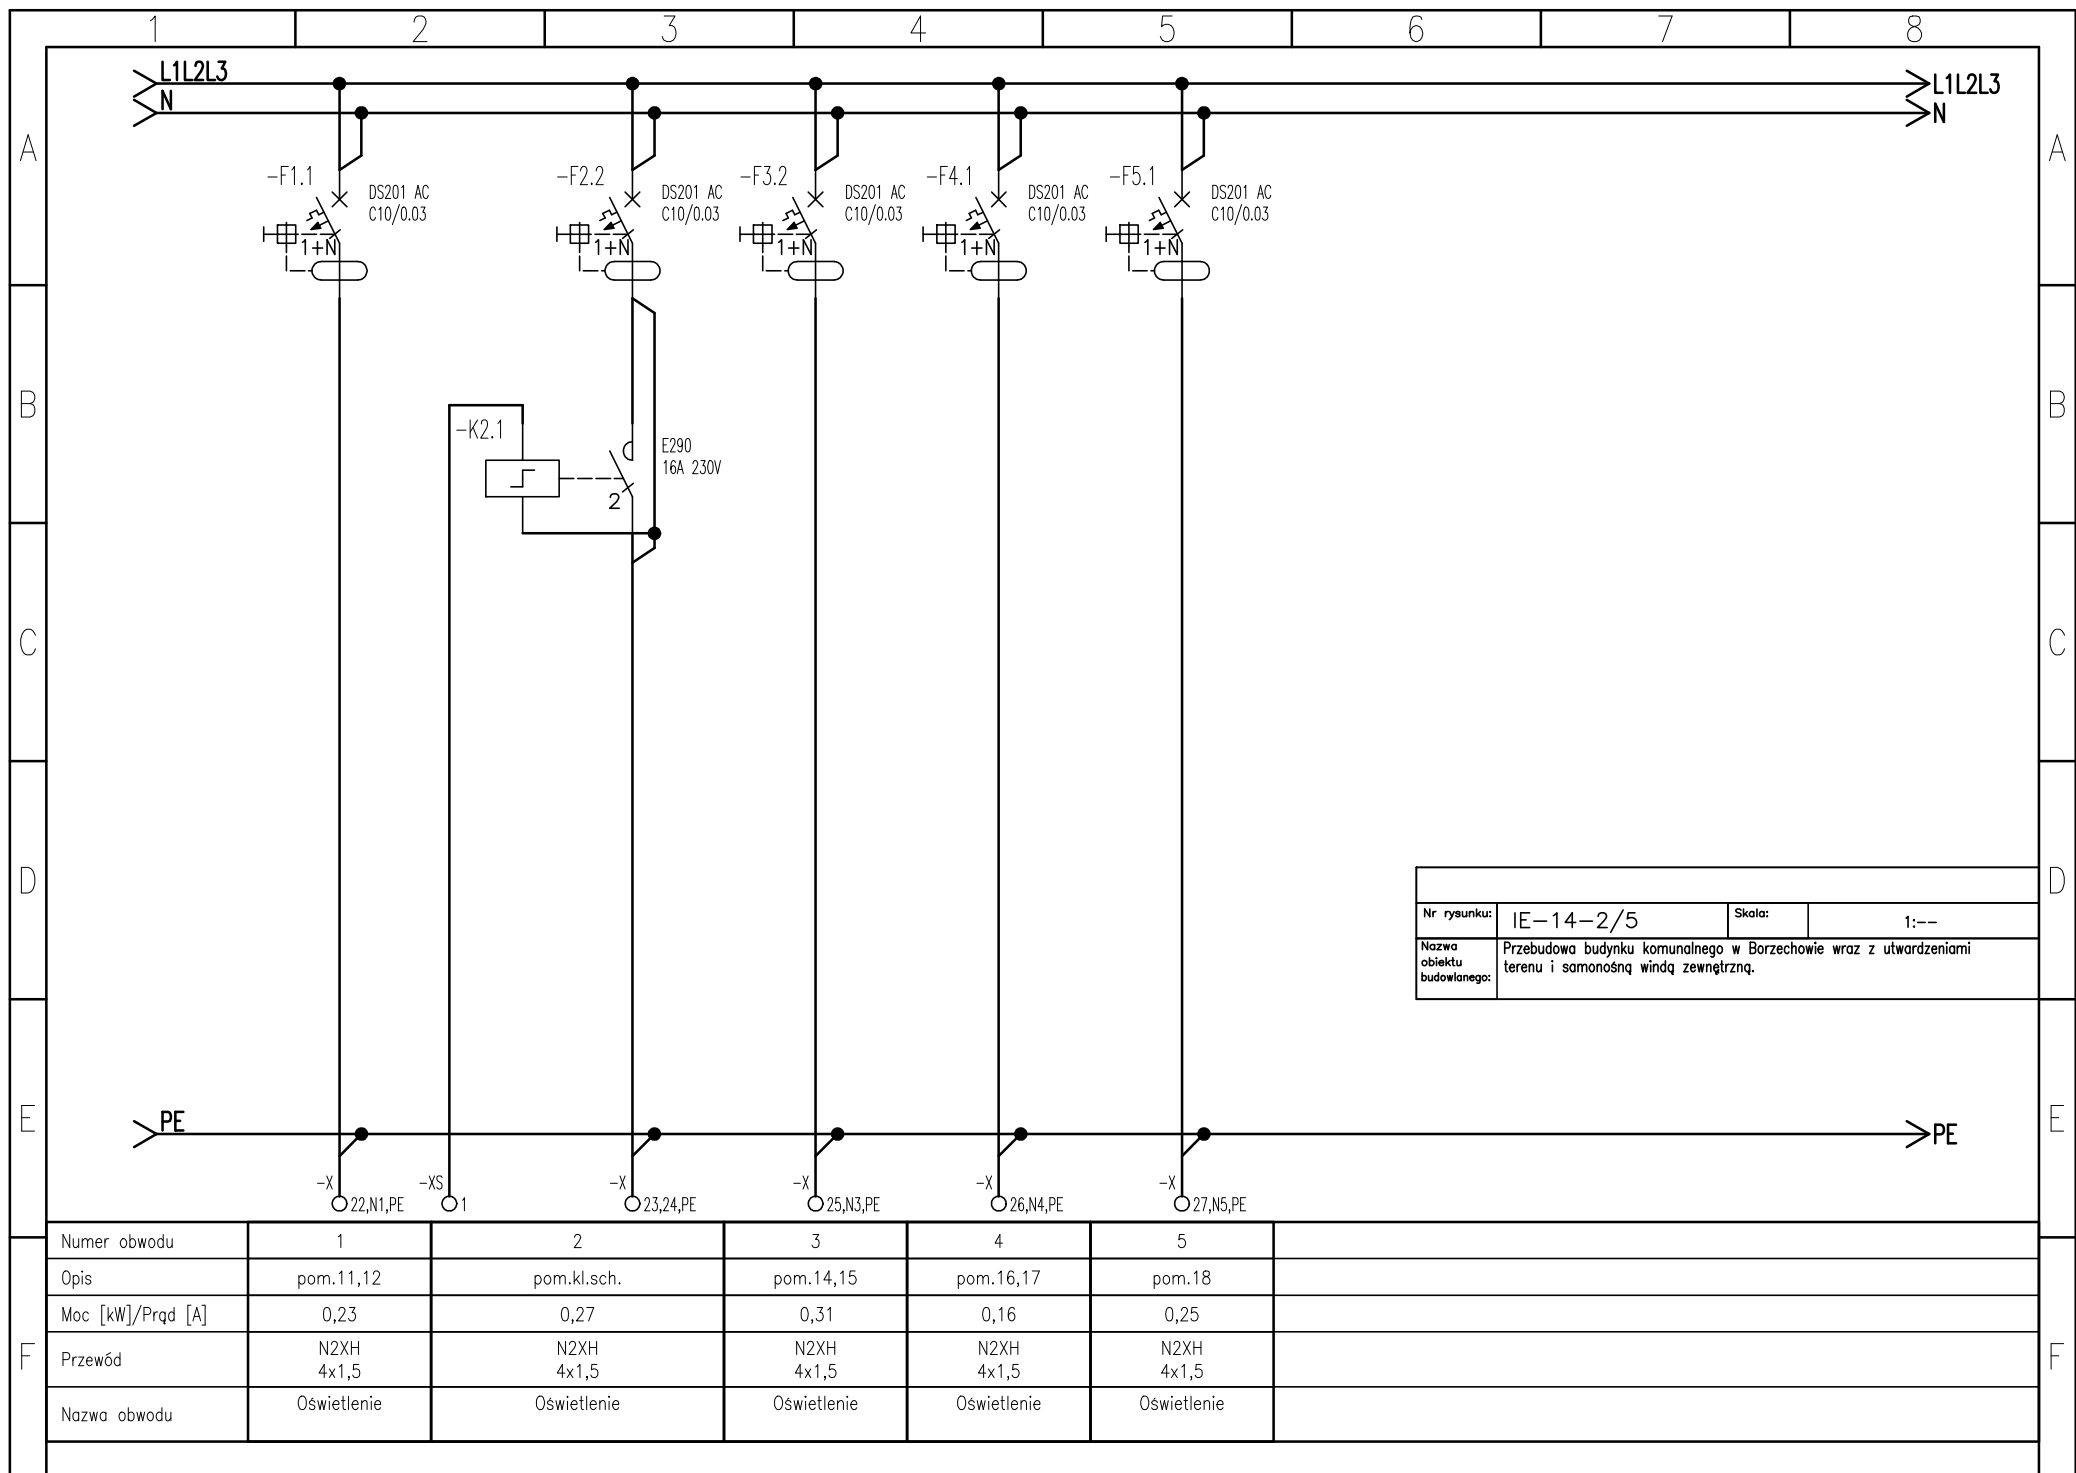 1 2 3 4 5 6 7 8
L1L2L3 L1L2L3
N N
A A
-F1.1 DS201 AC
C10/0.03
1+N
-F2.2 DS201 AC
C10/0.03
1+N
-F3.2 DS201 AC
C10/0.03
1+N
-F4.1 DS201 AC
C10/0.03
1+N
-F5.1 DS201 AC
C10/0.03
1+N
B B
-K2.1
E290
16A 230V
2
C C
D D
Nr rysunku: IE-14-2/5 Skala: 1:--
Nazwa
obiektu
budowlanego:
Przebudowa budynku komunalnego w Borzechowie wraz z utwardzeniami
terenu i samonośną windą zewnętrzną.
E E
PE PE
-X -XS -X -X -X -X
22,N1,PE 1 23,24,PE 25,N3,PE 26,N4,PE 27,N5,PE
Numer obwodu 1 2 3 4 5
Opis pom.11,12 pom.kl.sch. pom.14,15 pom.16,17 pom.18
Moc [kW]/Prąd [A] 0,23 0,27 0,31 0,16 0,25
F F
Przewód
N2XH N2XH N2XH N2XH N2XH
4x1,5 4x1,5 4x1,5 4x1,5 4x1,5
Nazwa obwodu Oświetlenie Oświetlenie Oświetlenie Oświetlenie Oświetlenie